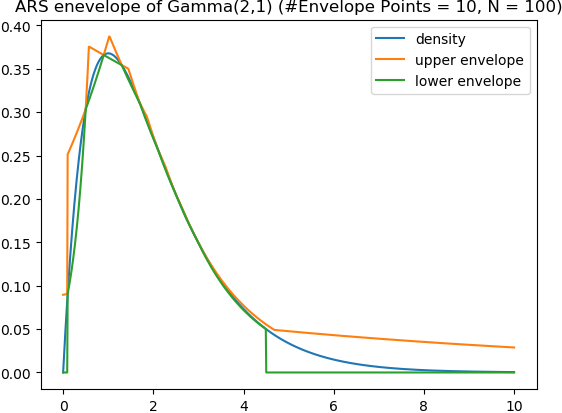 ARS enevelope of Gamma(2,1) (#Envelope Points = 10, N = 100)
density
upper envelope
lower envelope
0.40
0.35
0.30
0.25
0.20
0.15
0.10
0.05
0.00
0 2 4 6 8 10